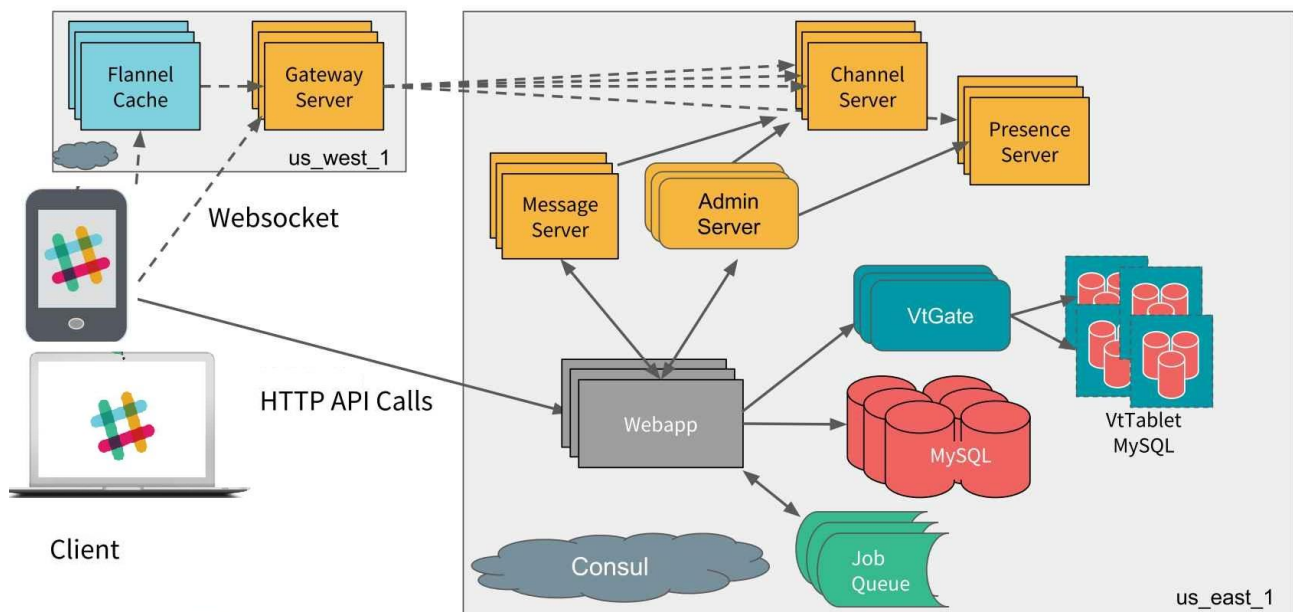 Flannel
Cache
Gateway
Server
us_west_1
Websocket
HTTP API Calls
Client
Channel
Server
Presence
Server
Message
Server
Admin
Server
VtGate
VtTablet
MySQL
Webapp
MySQL
Consul
Job
Queue
us_east_1